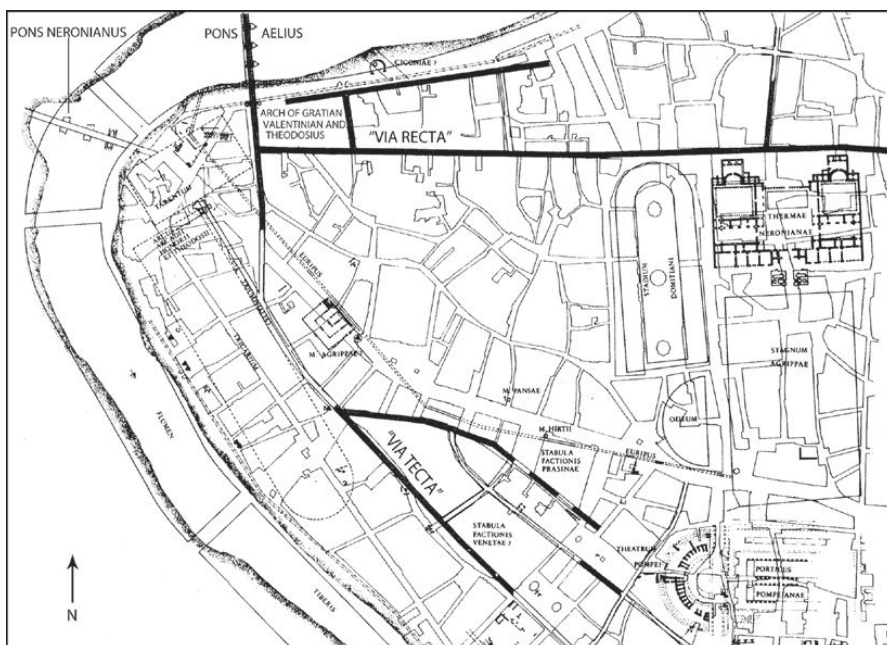 PONS NERONIANUS
PONS AELIUS
CICONIAE ?
ARCH OF GRATIAN
VALENTINIAN AND
THEODOSIUS
"VIA RECTA"
TARENTUM
THERMAE
NERONIANAE
EURIPUS
STADIUM
DOMITIANI
TRIGARIUM
M. AGRIPPAE ?
STAGNUM
AGRIPPAE
M. PANSAE
ODEUM
FLUMEN
M. HIRTII
EURIPUS
"VIA TECTA"
STABULA
FACTIONIS
PRASINAE
STABULA
FACTIONIS
VENETAE ?
THEATRUM
POMPEI
PORTICUS
POMPEIANAE
TIBERIS
N